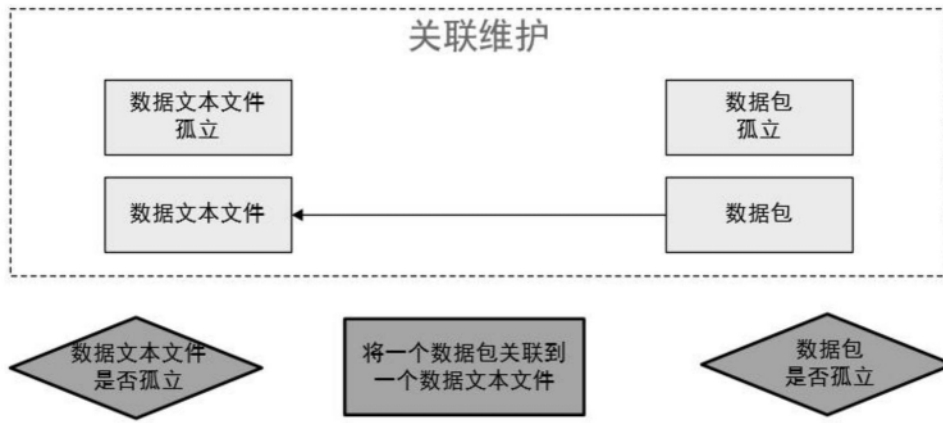 关联维护
数据文本文件
孤立
数据包
孤立
数据文本文件
数据包
数据文本文件
是否孤立
将一个数据包关联到
一个数据文本文件
数据包
是否孤立